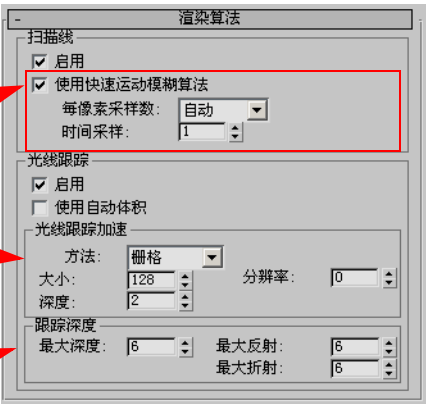 - 渲染算法
扫描线
启用
使用快速运动模糊算法
每像素采样数: 自动
时间采样: 1
光线跟踪
启用
使用自动体积
光线跟踪加速
方法: 栅格
大小: 128 分辨率: 0
深度: 2
跟踪深度
最大深度: 6 最大反射: 6
最大折射: 6